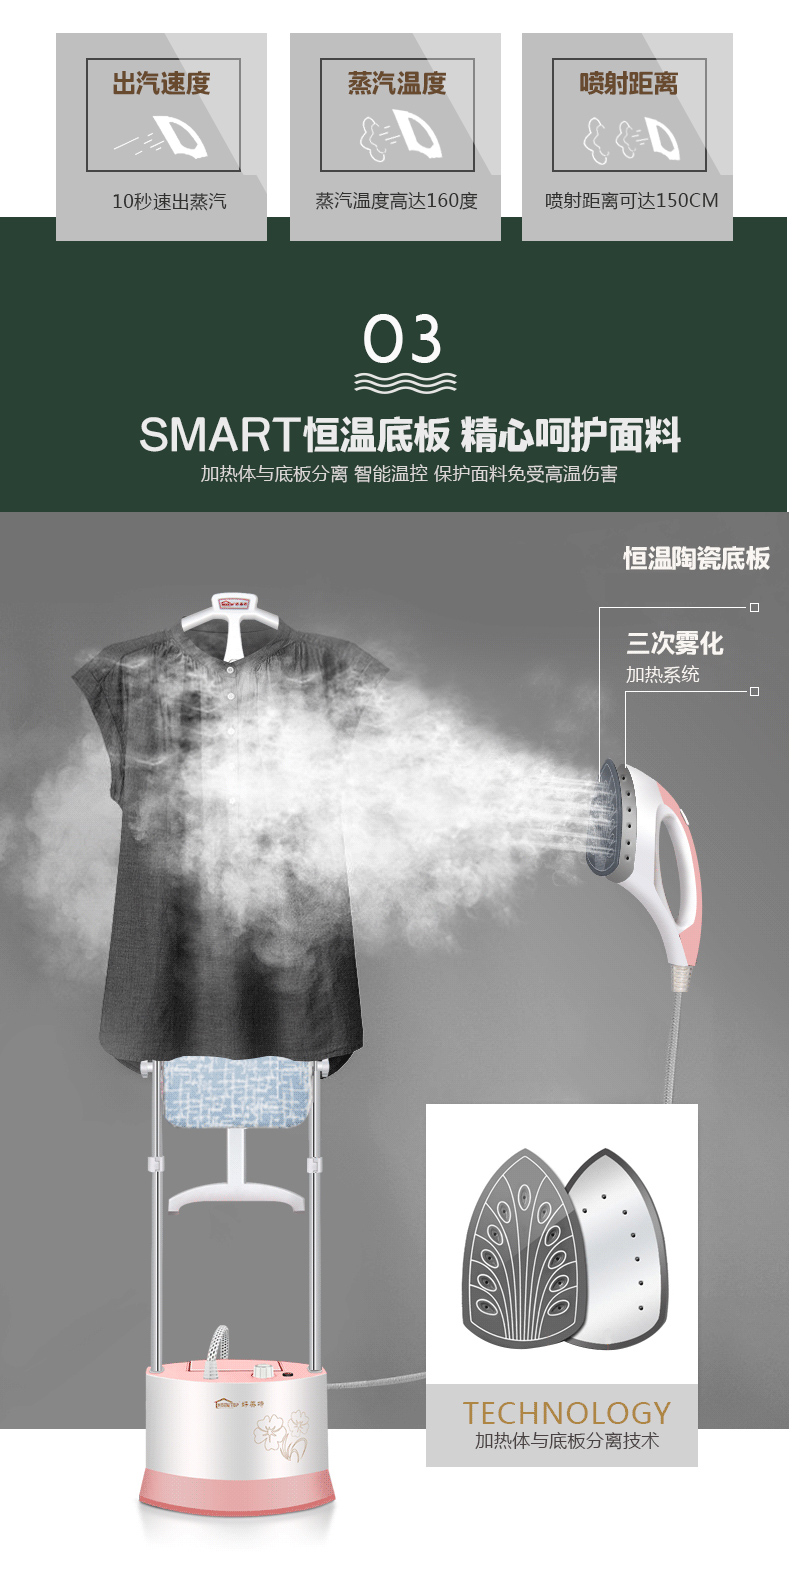 出汽速度
10秒速出蒸汽
蒸汽温度
蒸汽温度高达160度
喷射距离
喷射距离可达150CM
03
SMART恒温底板 精心呵护面料
加热体与底板分离 智能温控 保护面料免受高温伤害
恒温陶瓷底板
三次雾化
加热系统
TECHNOLOGY
加热体与底板分离技术